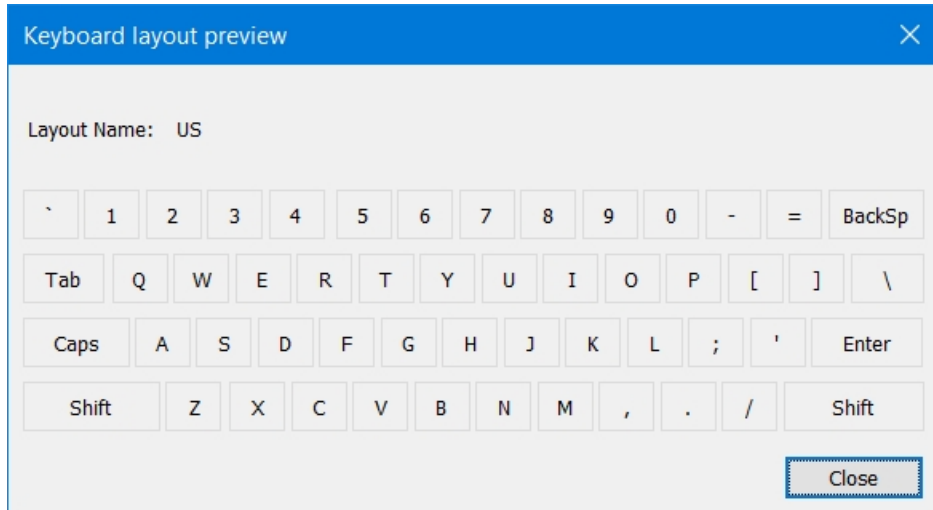 Keyboard layout preview
Layout Name: US
` 1 2 3 4 5 6 7 8 9 0 - = BackSp
Tab Q W E R T Y U I O P [ ] \
Caps A S D F G H J K L ; ' Enter
Shift Z X C V B N M , . / Shift
Close